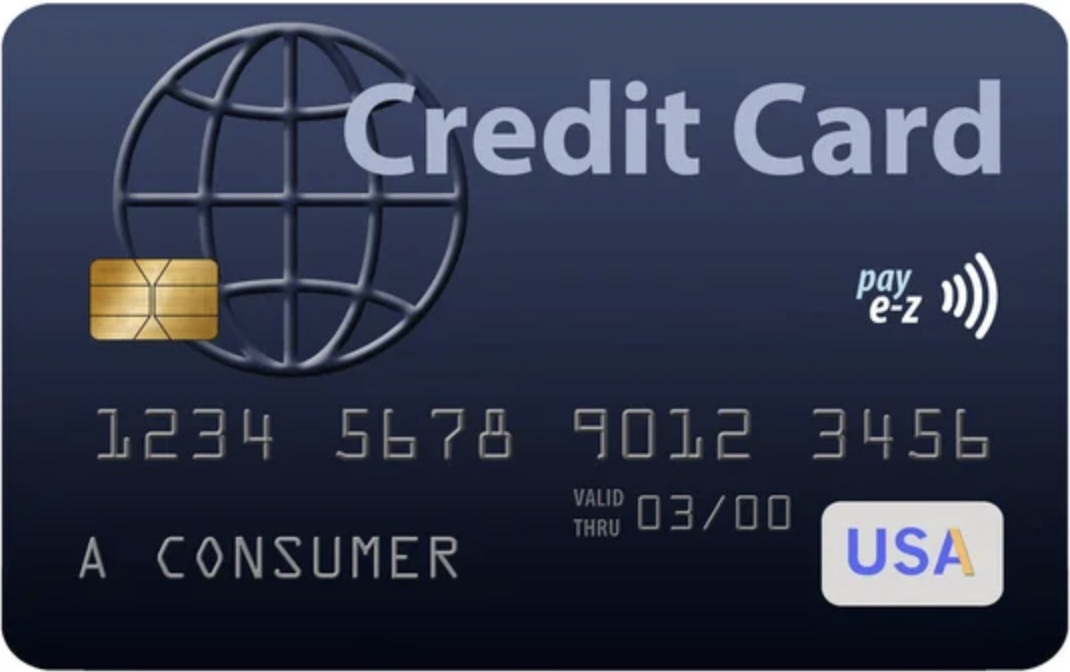 Credit Card
pay
e-z
1234 5678 9012 3456
VALID
THRU 03/00
A CONSUMER
USA